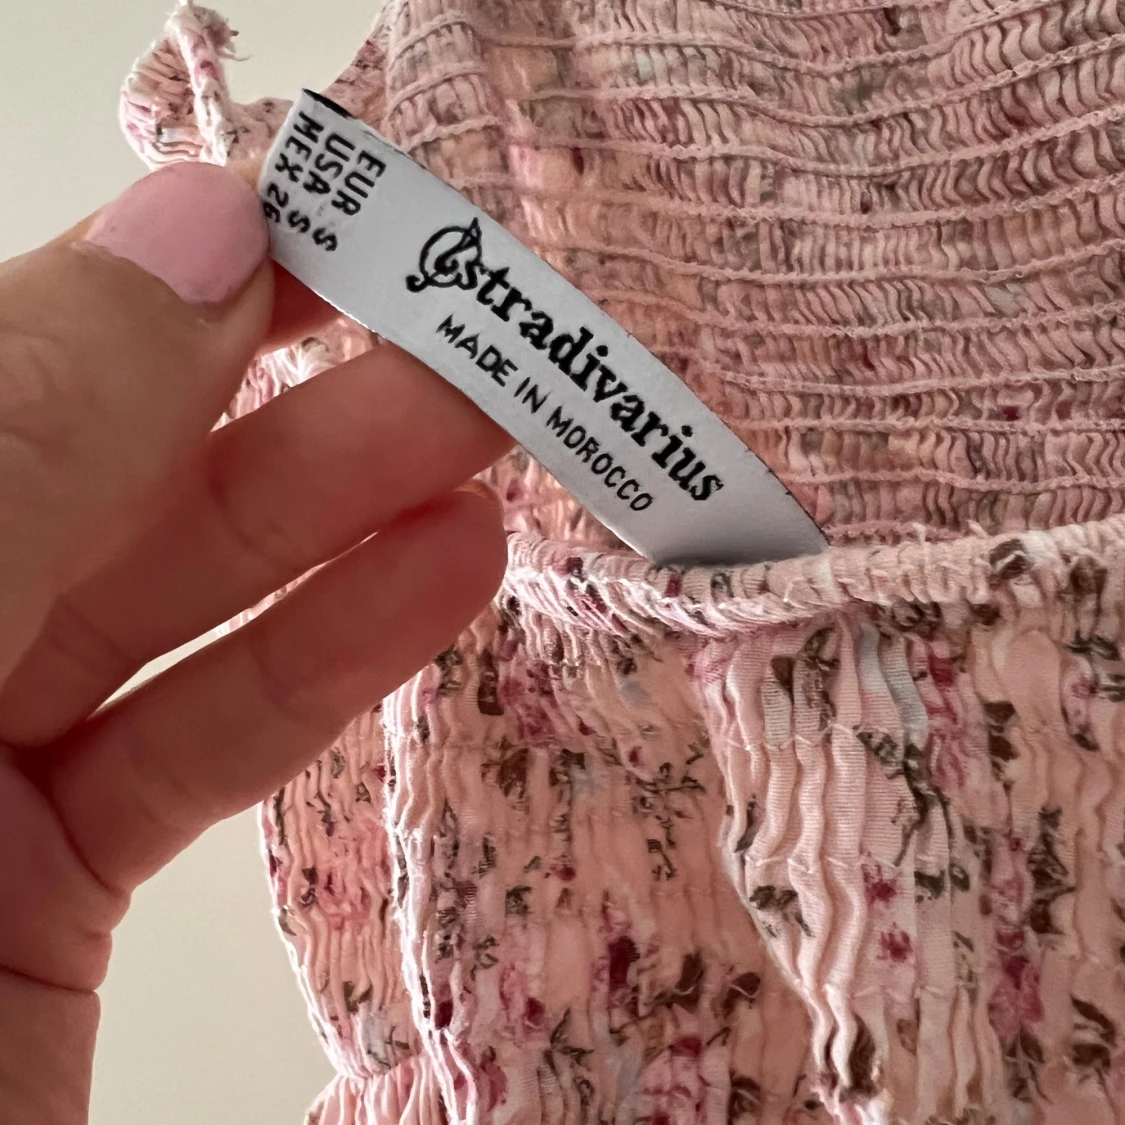 stradivarius
MADE IN MOROCCO
EUR S
USA S
MEX 26